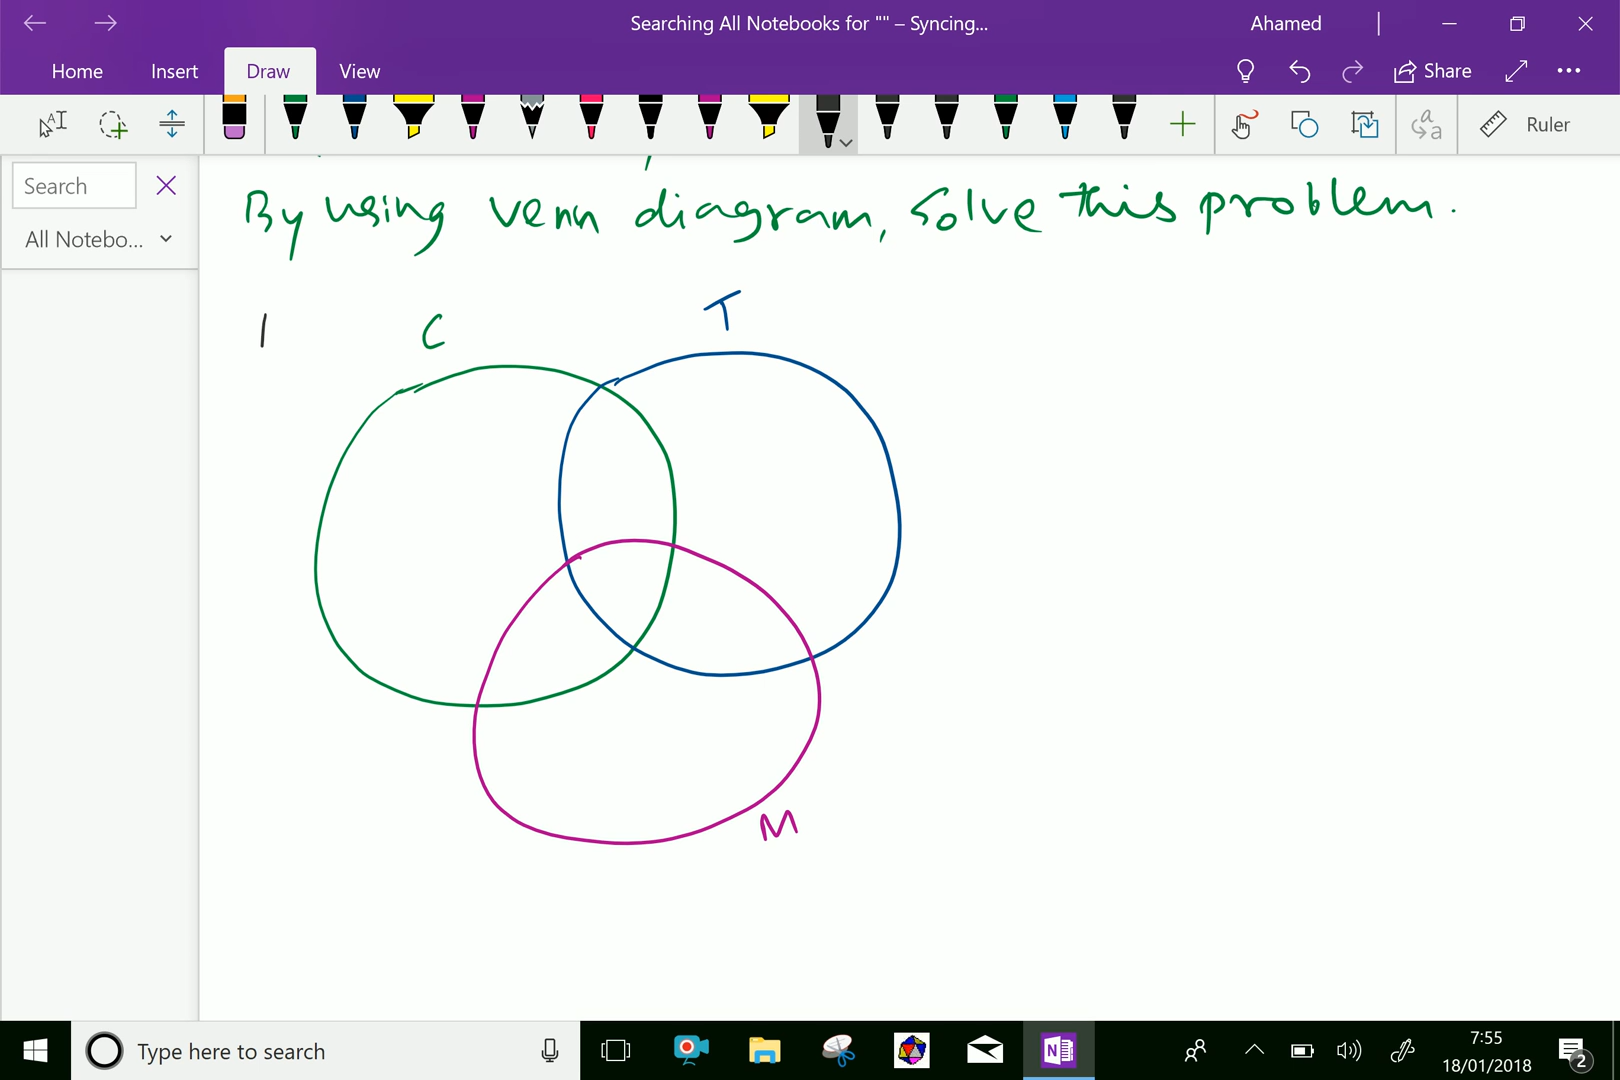 Searching All Notebooks for "" – Syncing...
Ahamed
Home Insert Draw View
Share
Ruler
Search
All Notebo...
By using venn diagram, Solve this problem.
C
T
M
Type here to search
7:55
18/01/2018
2